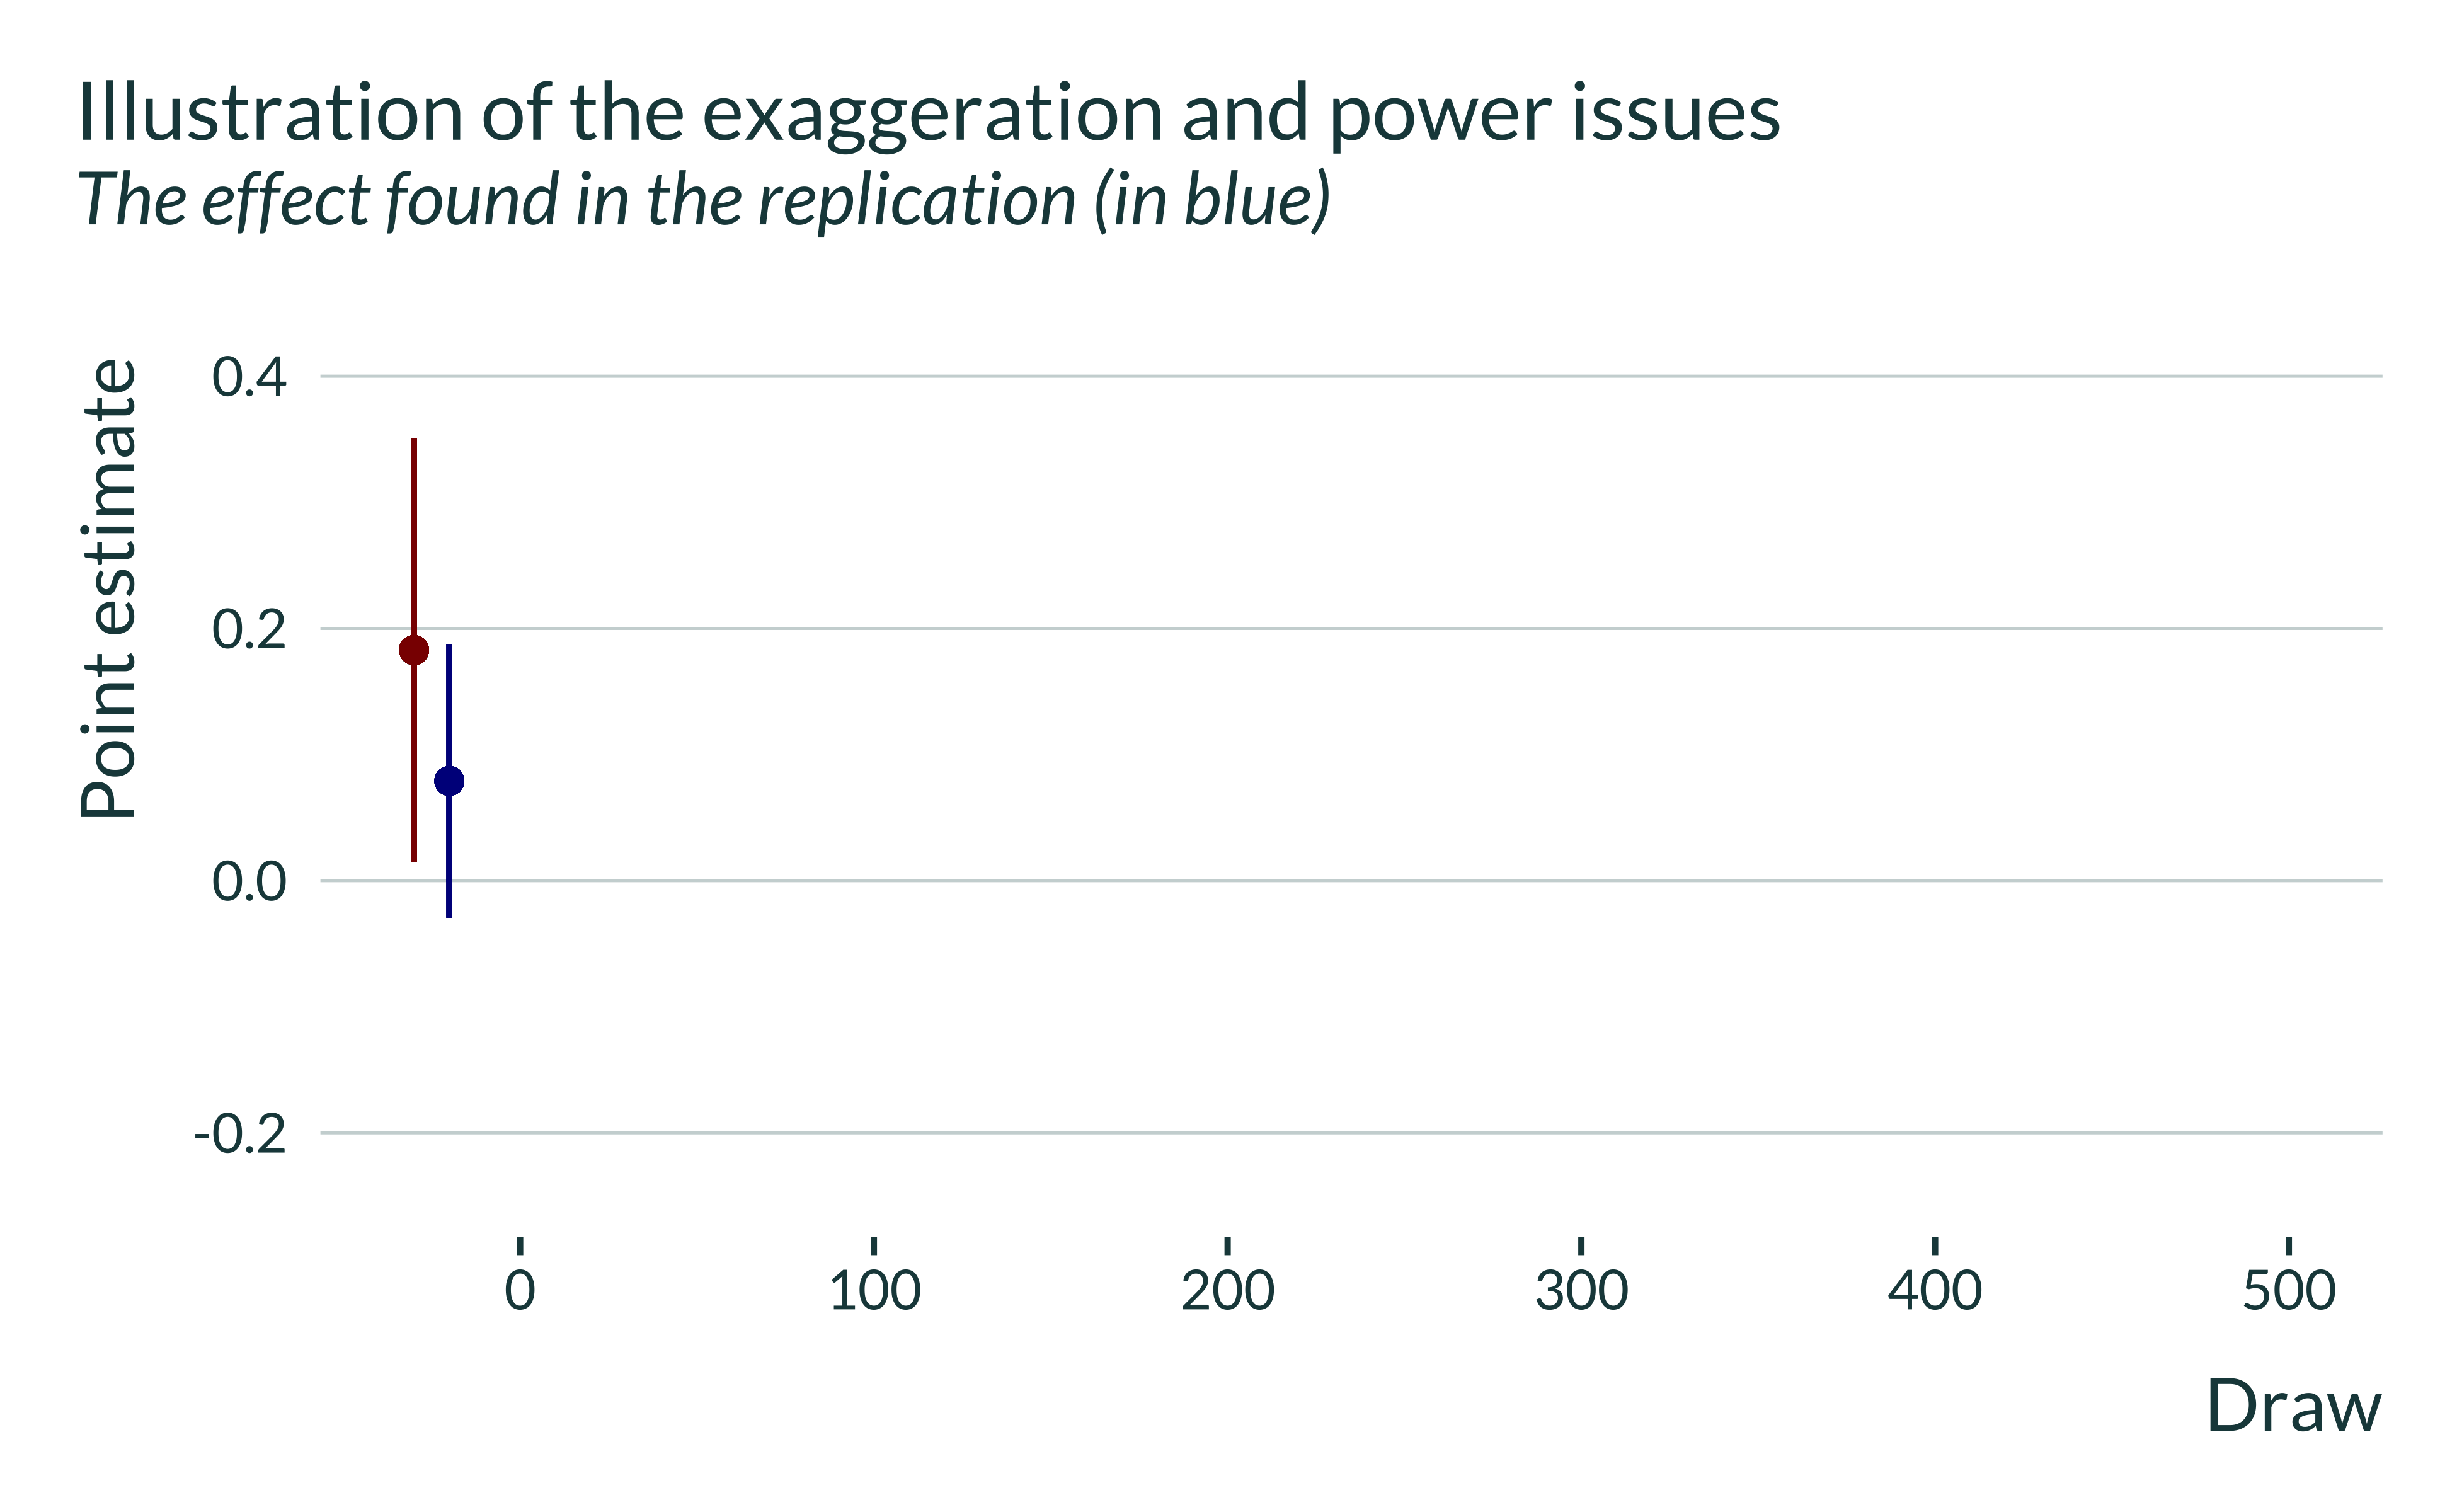 Illustration of the exaggeration and power issues
The effect found in the replication (in blue)
Point estimate
0.4
0.2
0.0
-0.2
0 100 200 300 400 500
Draw